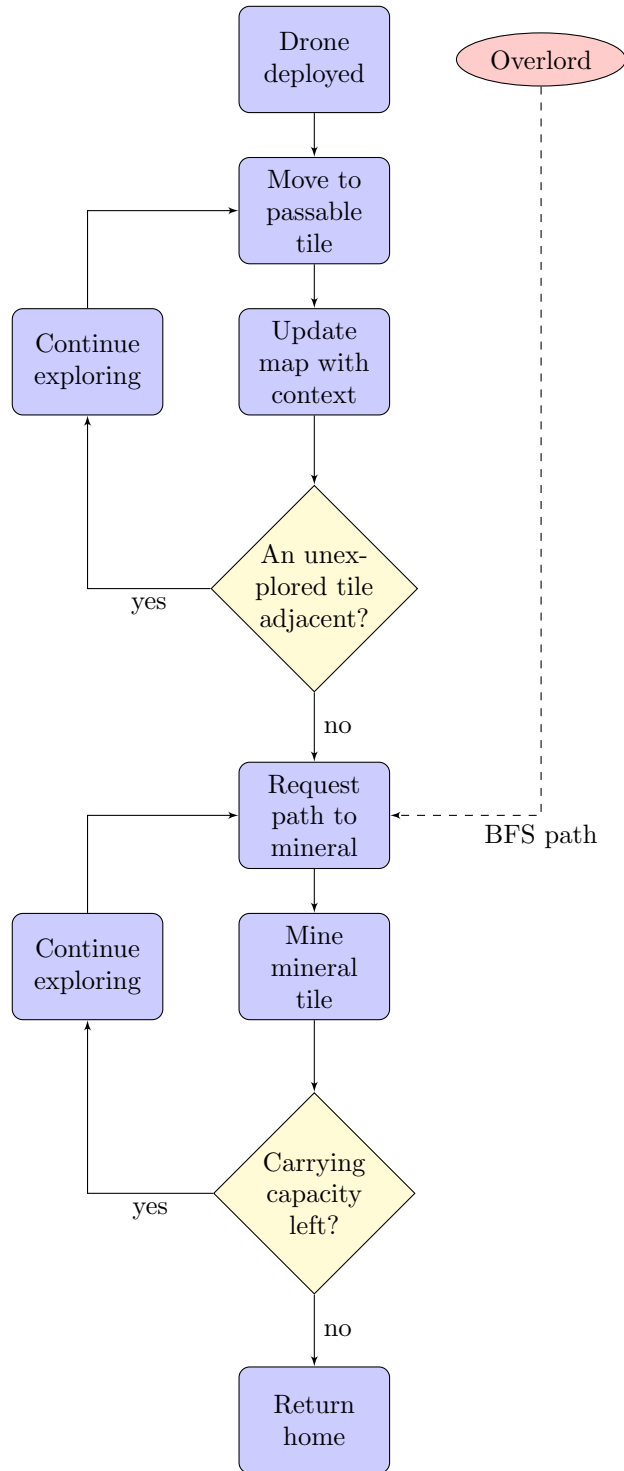 Drone
deployed
Overlord
Move to
passable
tile
Continue
exploring
Update
map with
context
An unex-
plored tile
adjacent?
yes
no
Request
path to
mineral
BFS path
Continue
exploring
Mine
mineral
tile
Carrying
capacity
left?
yes
no
Return
home